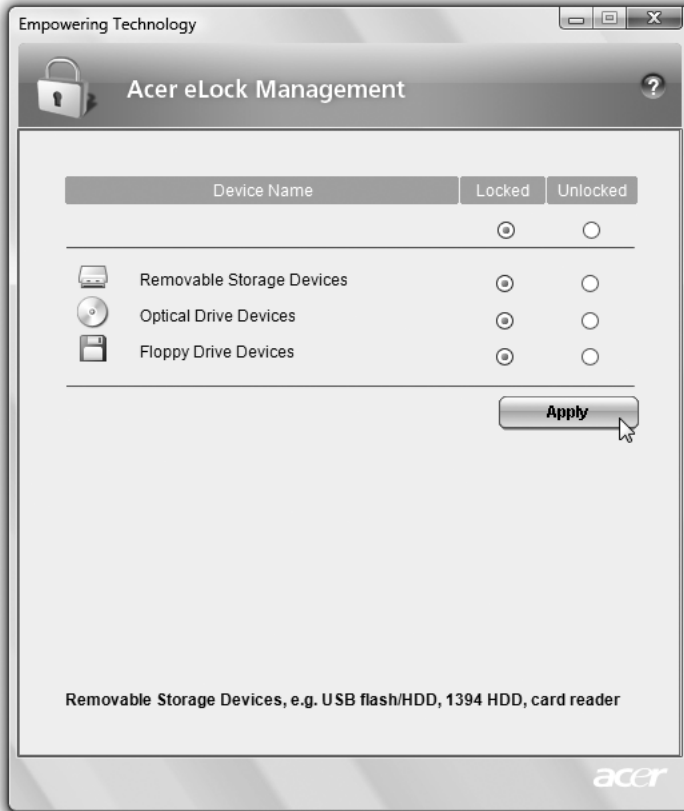 Empowering Technology
Acer eLock Management
?
Device Name Locked Unlocked
Removable Storage Devices
Optical Drive Devices
Floppy Drive Devices
Apply
Removable Storage Devices, e.g. USB flash/HDD, 1394 HDD, card reader
acer